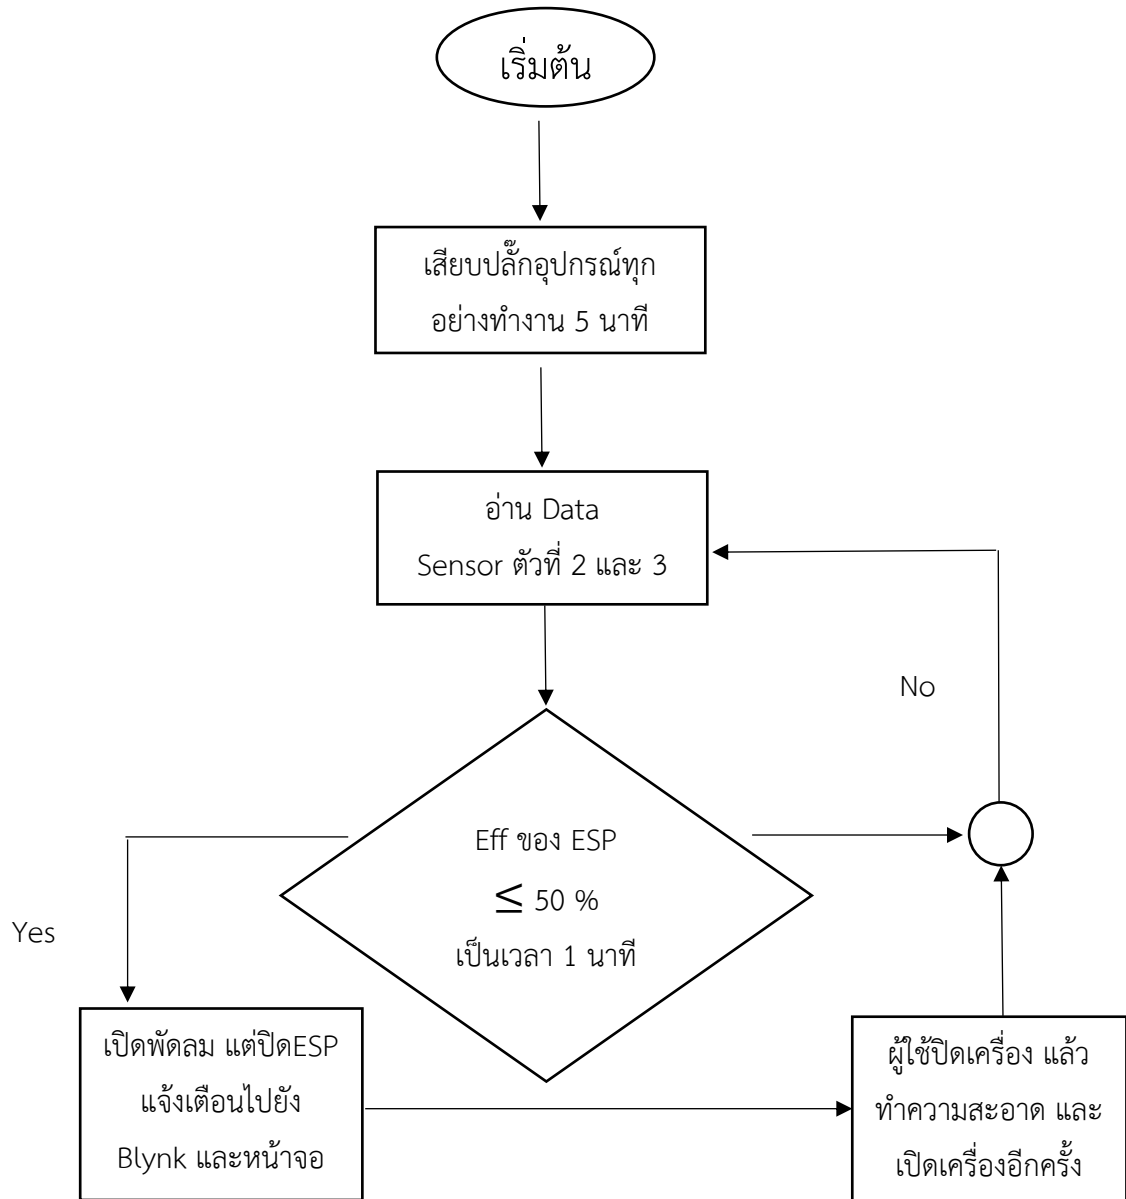 เริ่มต้น
เสียบปลั๊กอุปกรณ์ทุก
อย่างทำงาน 5 นาที
อ่าน Data
Sensor ตัวที่ 2 และ 3
No
Eff ของ ESP
≤ 50 %
เป็นเวลา 1 นาที
Yes
เปิดพัดลม แต่ปิดESP
แจ้งเตือนไปยัง
Blynk และหน้าจอ
ผู้ใช้ปิดเครื่อง แล้ว
ทำความสะอาด และ
เปิดเครื่องอีกครั้ง